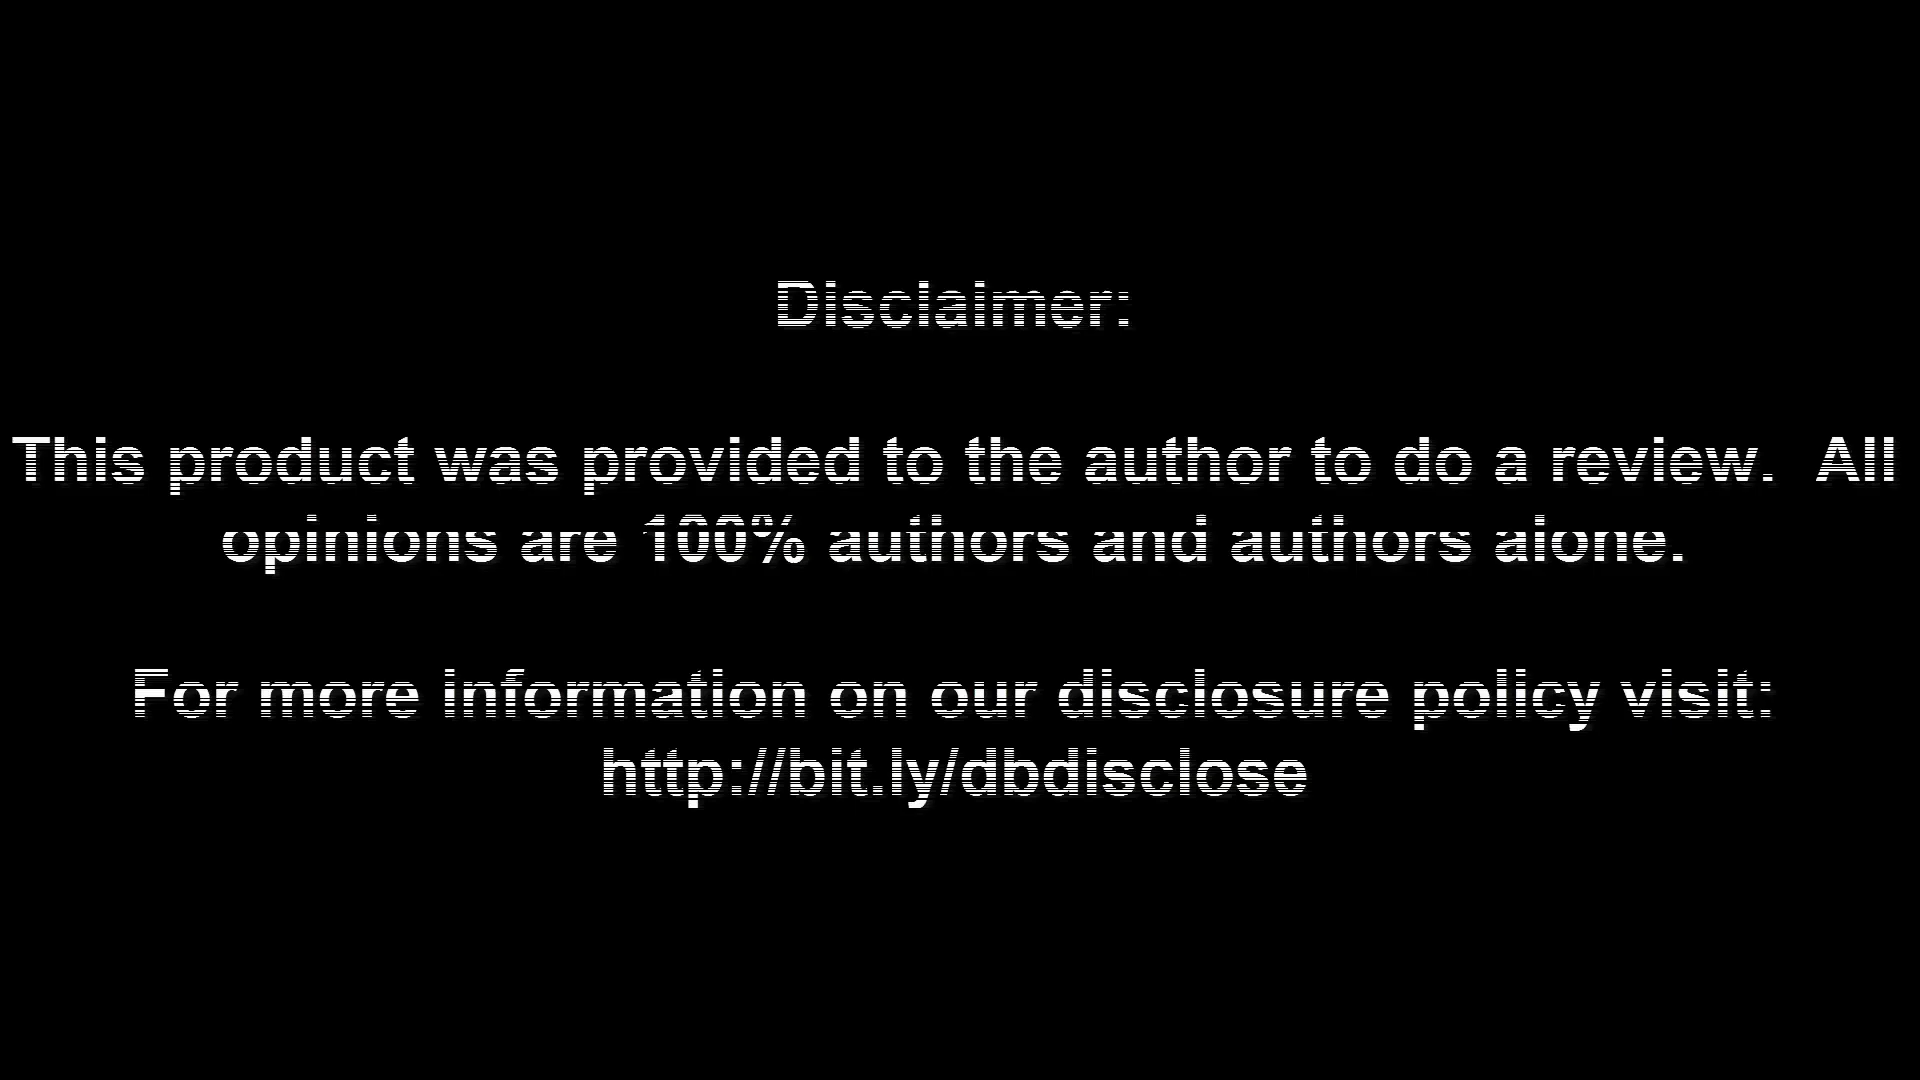 Disclaimer:
This product was provided to the author to do a review.  All
opinions are 100% authors and authors alone.
For more information on our disclosure policy visit:
http://bit.ly/dbdisclose